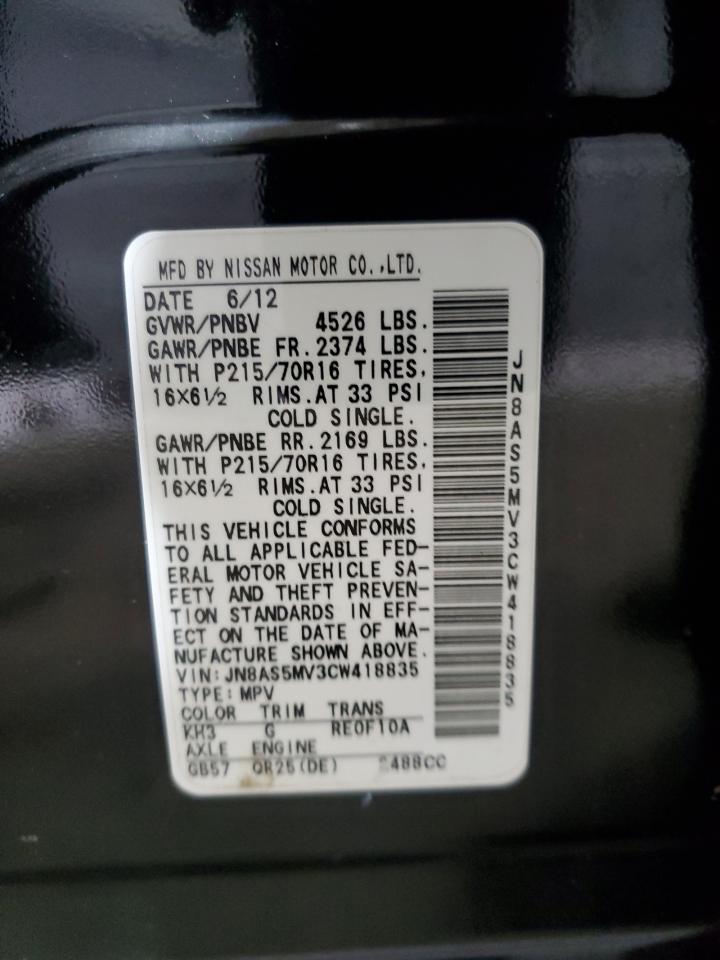 MFD BY NISSAN MOTOR CO.,LTD.
DATE 6/12
GVWR/PNBV 4526 LBS.
GAWR/PNBE FR. 2374 LBS.
WITH P215/70R16 TIRES,
16X6½ RIMS.AT 33 PSI
COLD SINGLE.
GAWR/PNBE RR. 2169 LBS.
WITH P215/70R16 TIRES,
16X6½ RIMS.AT 33 PSI
COLD SINGLE.
THIS VEHICLE CONFORMS
TO ALL APPLICABLE FED-
ERAL MOTOR VEHICLE SA-
FETY AND THEFT PREVEN-
TION STANDARDS IN EFF-
ECT ON THE DATE OF MA-
NUFACTURE SHOWN ABOVE.
VIN:JN8AS5MV3CW418835
TYPE:MPV
COLOR TRIM TRANS
KH3 G RE0F10A
AXLE ENGINE
GB57 QR25(DE) 2488CC
JN8AS5MV3CW418835